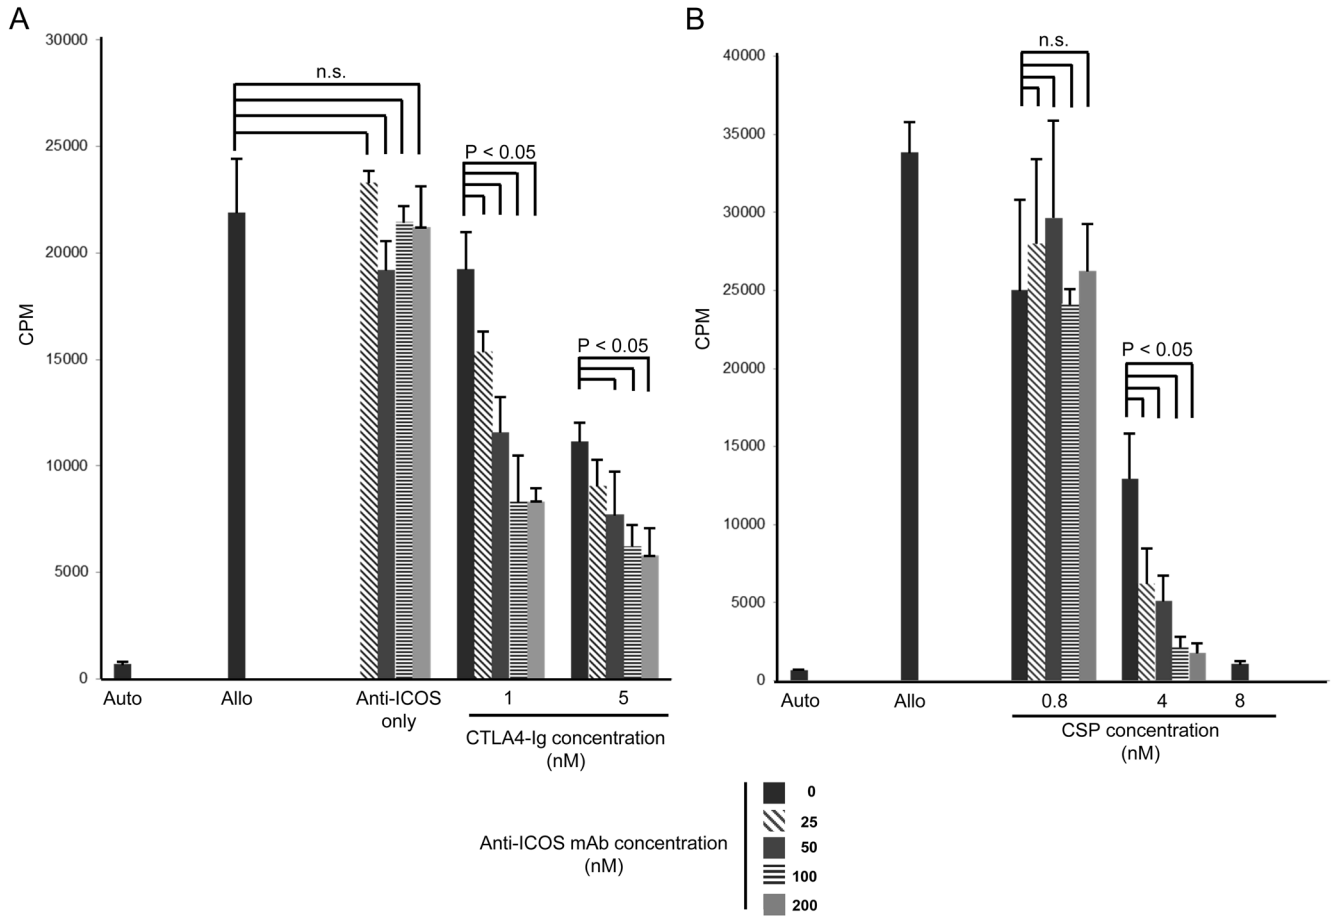 A
30000
25000
20000
15000
10000
5000
0
CPM
n.s.
P < 0.05
P < 0.05
Auto
Allo
Anti-ICOS
only
1
5
CTLA4-Ig concentration
(nM)
B
40000
35000
30000
25000
20000
15000
10000
5000
0
CPM
n.s.
P < 0.05
Auto
Allo
0.8
4
8
CSP concentration
(nM)
Anti-ICOS mAb concentration
(nM)
0
25
50
100
200